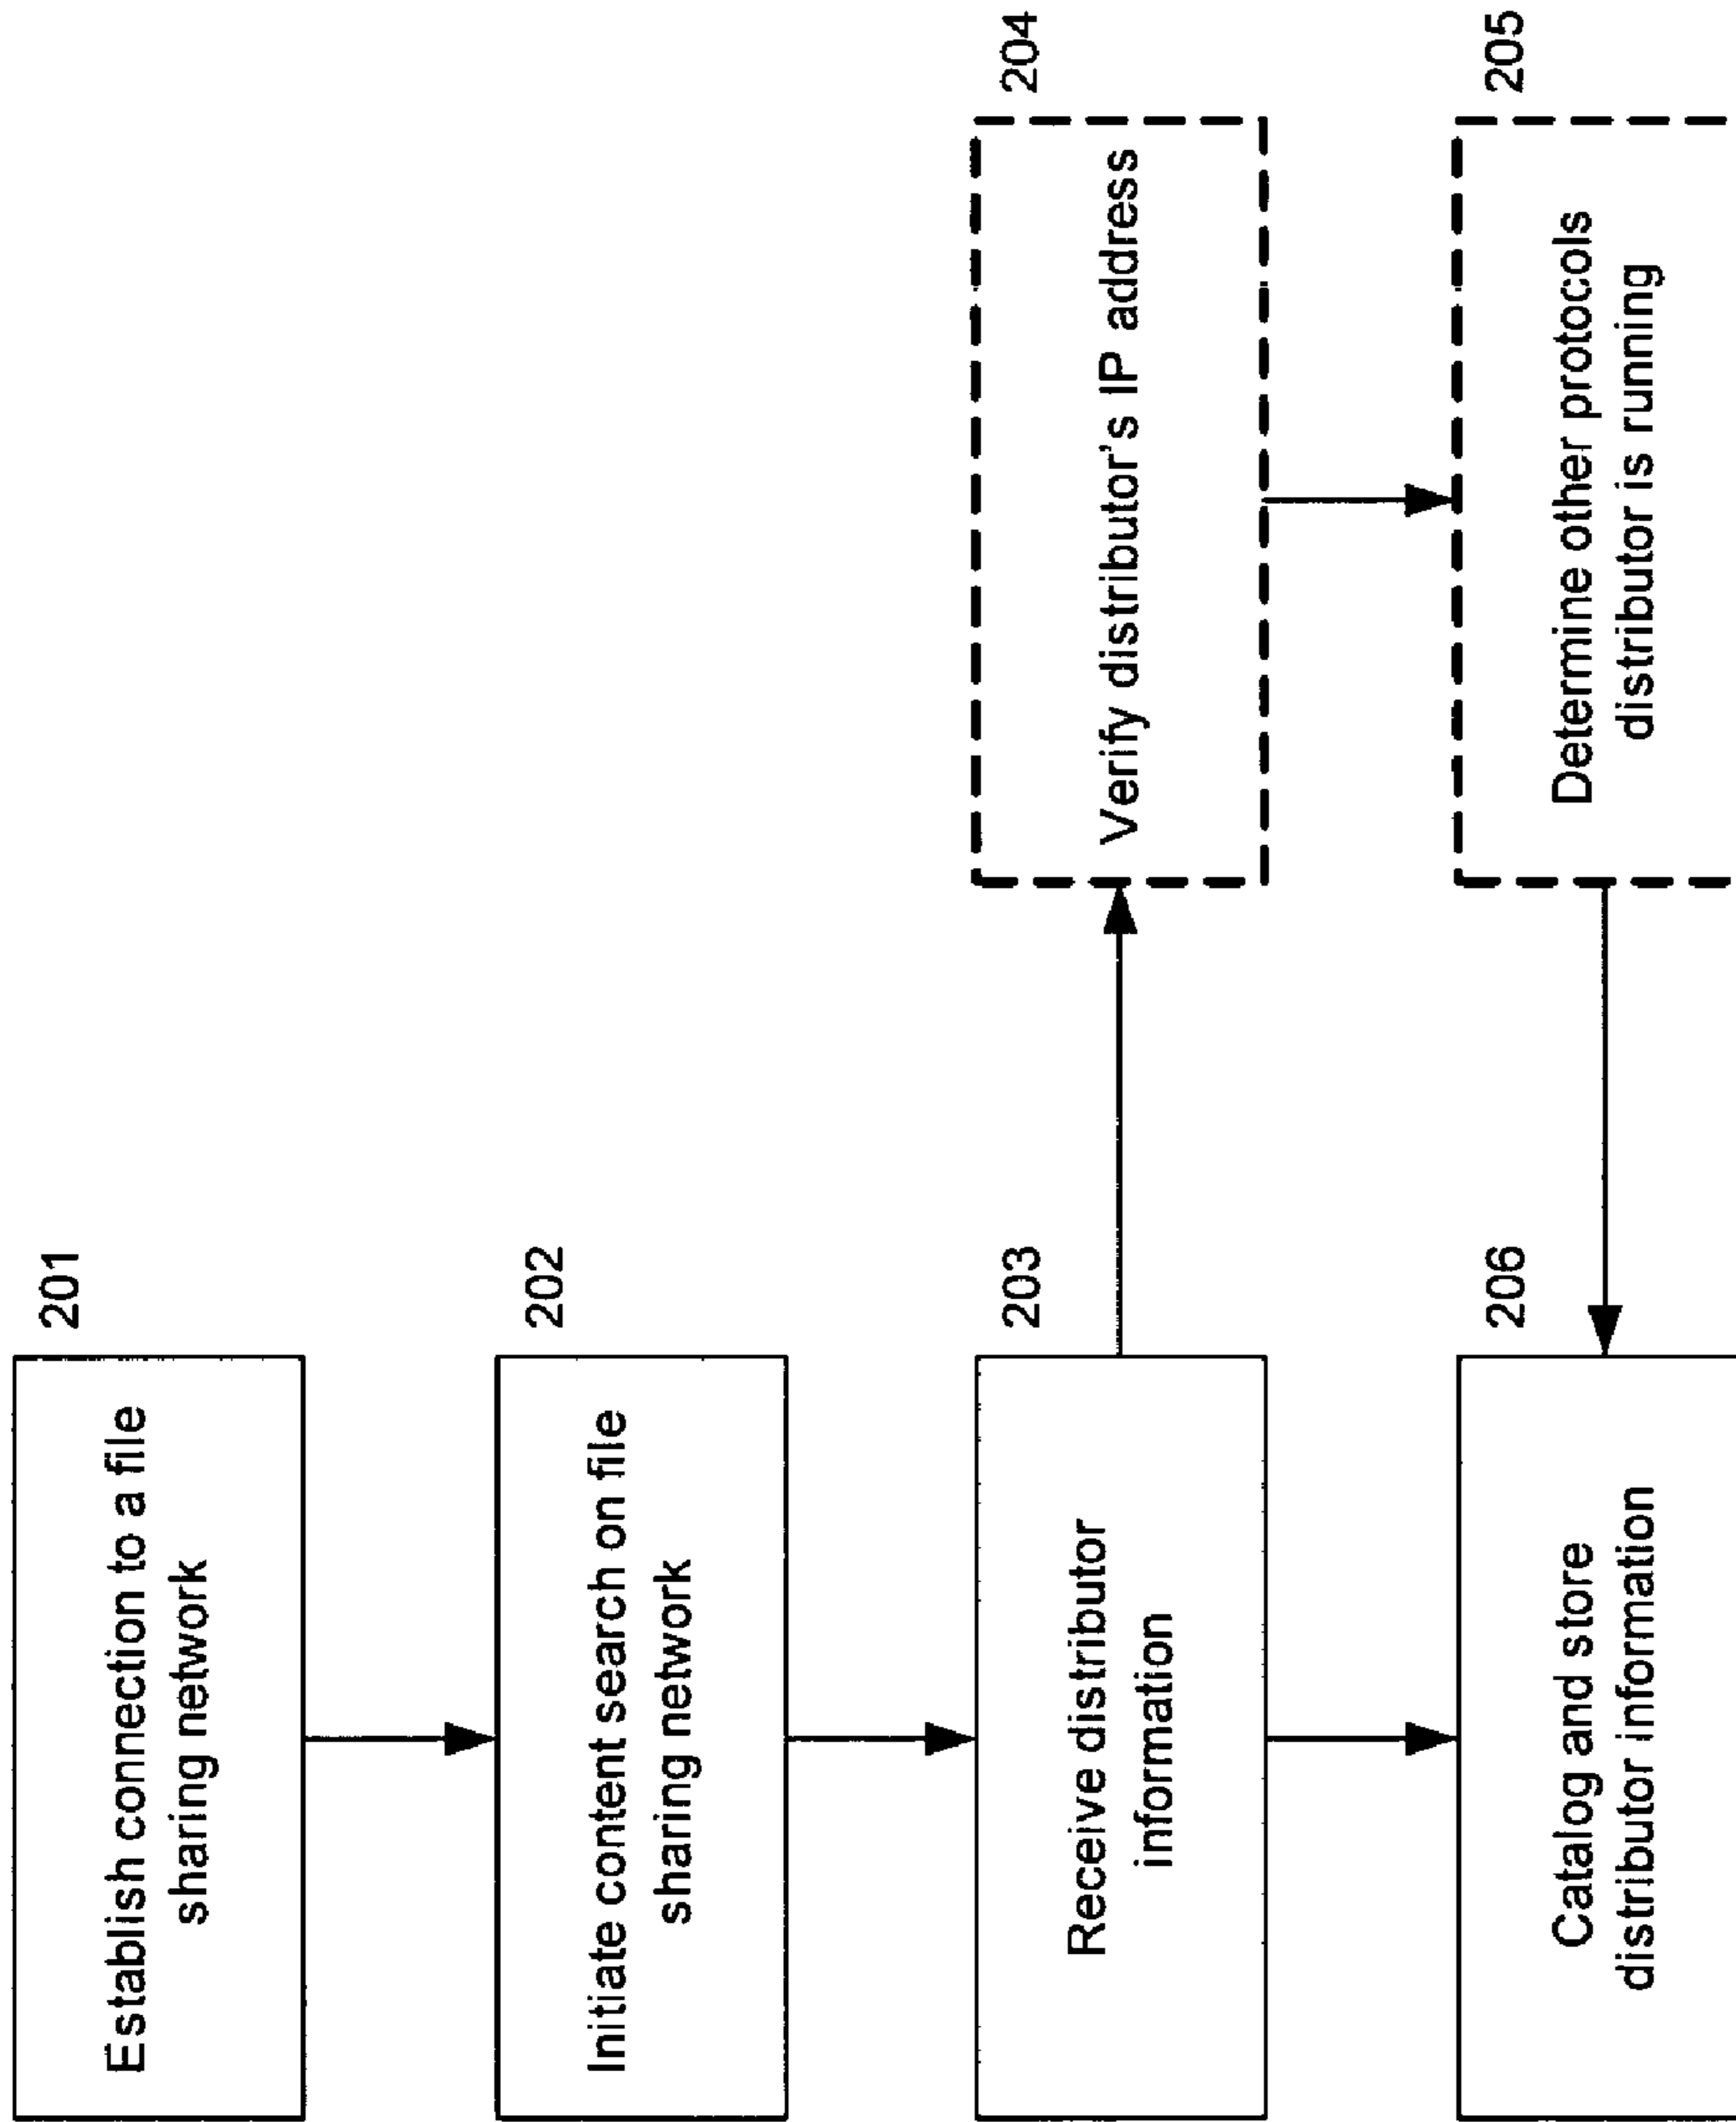 201
Establish connection to a file
sharing network
202
Initiate content search on file
sharing network
203
Receive distributor
information
204
Verify distributor's IP address
205
Determine other protocols
distributor is running
206
Catalog and store
distributor information